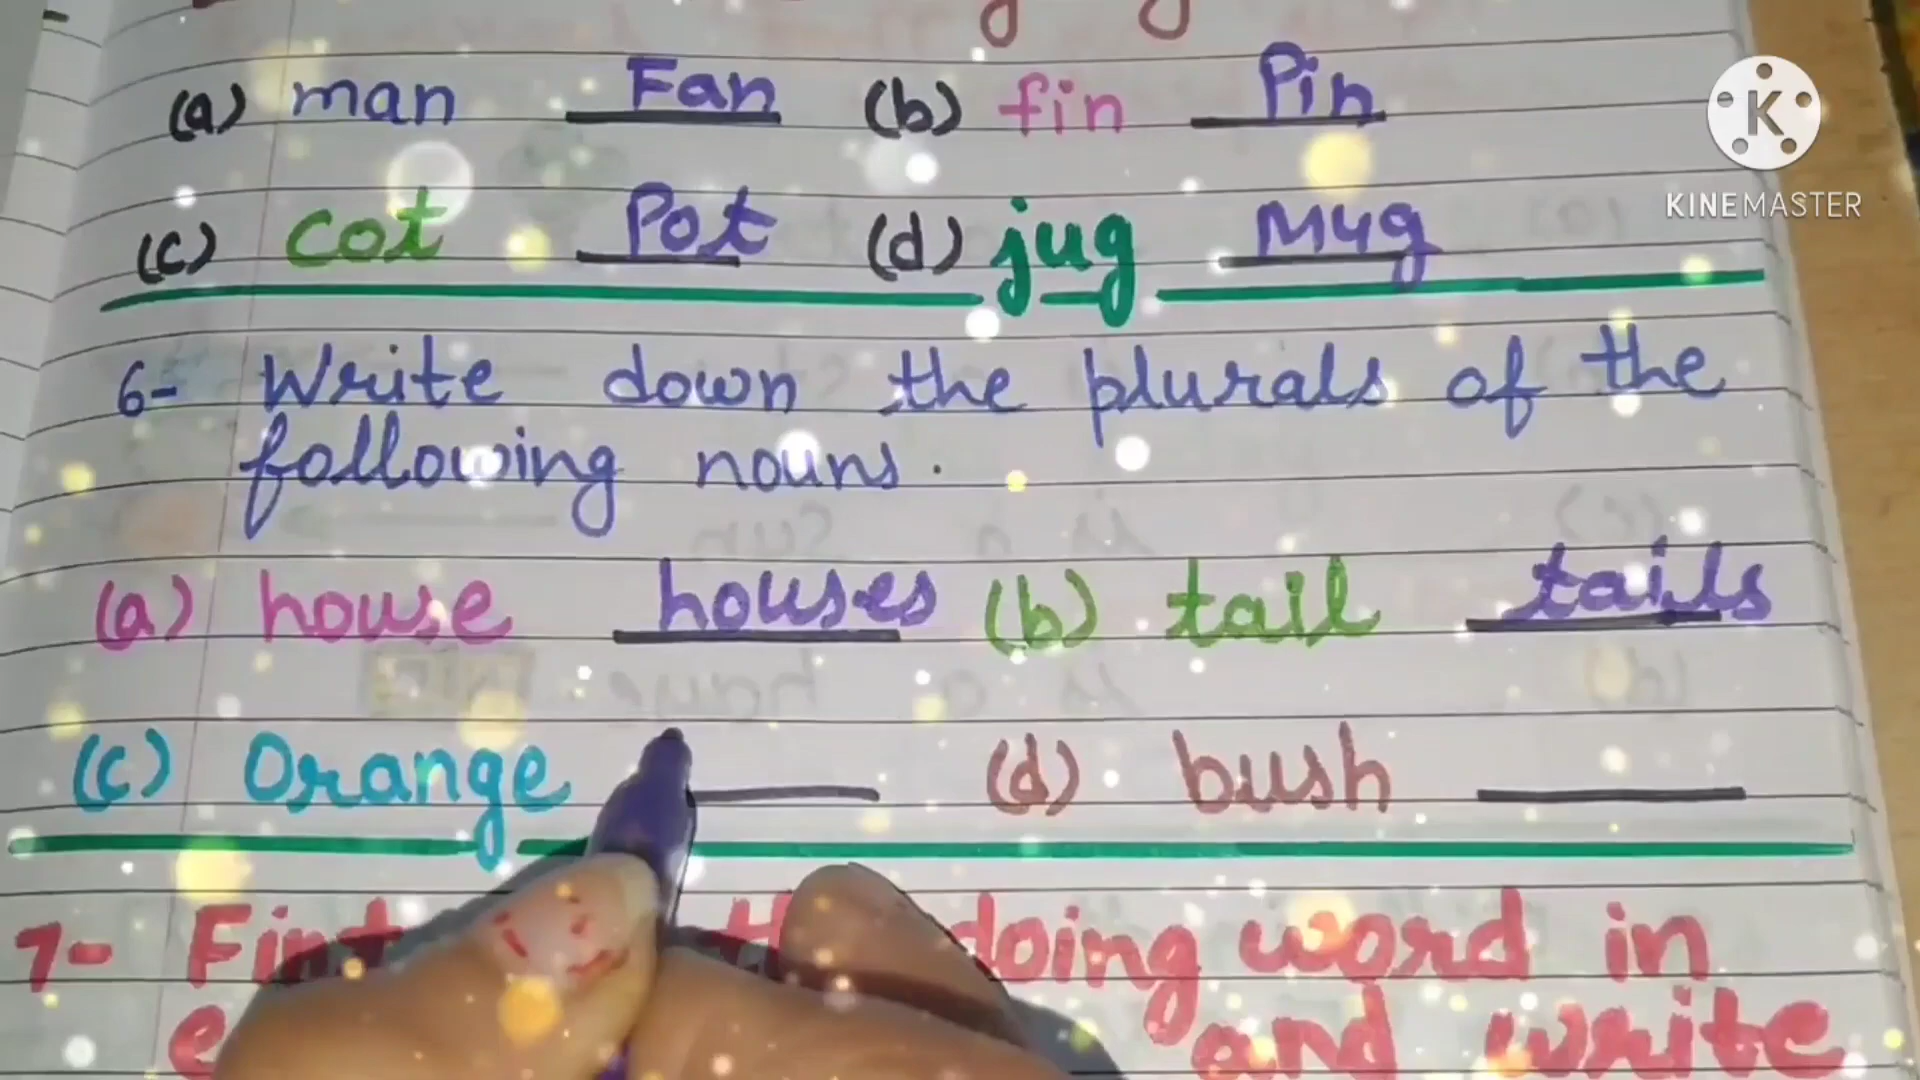 (a) man Fan (b) fin Pin
KINEMASTER
(c) cot Pot (d) jug Mug
6- Write down the plurals of the
following nouns.
(a) house houses (b) tail tails
(c) Orange (d) bush
7- doing word in
and write